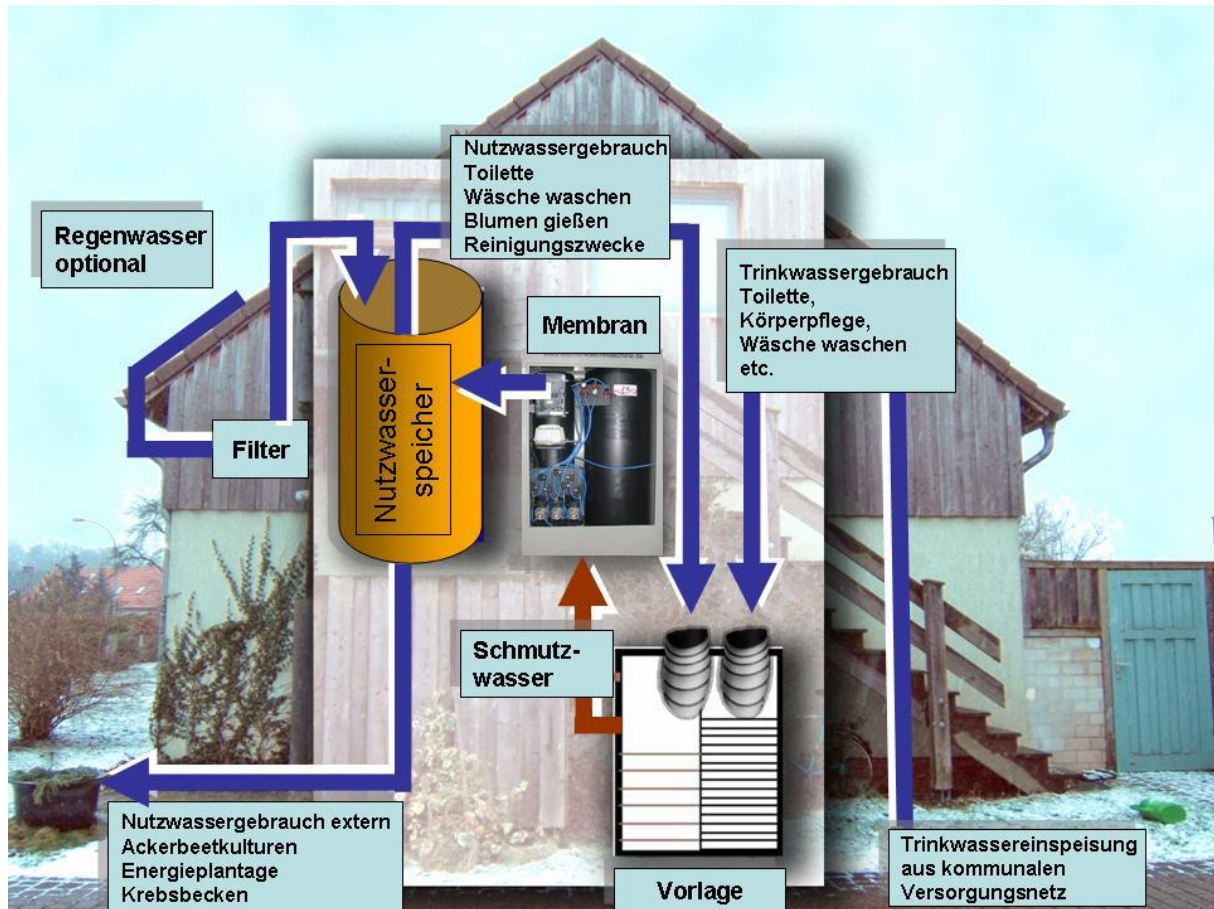 Nutzwassergebrauch
Toilette
Wäsche waschen
Blumen gießen
Reinigungszwecke
Regenwasser
optional
Trinkwassergebrauch
Toilette,
Körperpflege,
Wäsche waschen
etc.
Membran
Filter
Nutzwasser-
speicher
Schmutz-
wasser
Nutzwassergebrauch extern
Ackerbeetkulturen
Energieplantage
Krebsbecken
Vorlage
Trinkwassereinspeisung
aus kommunalen
Versorgungsnetz